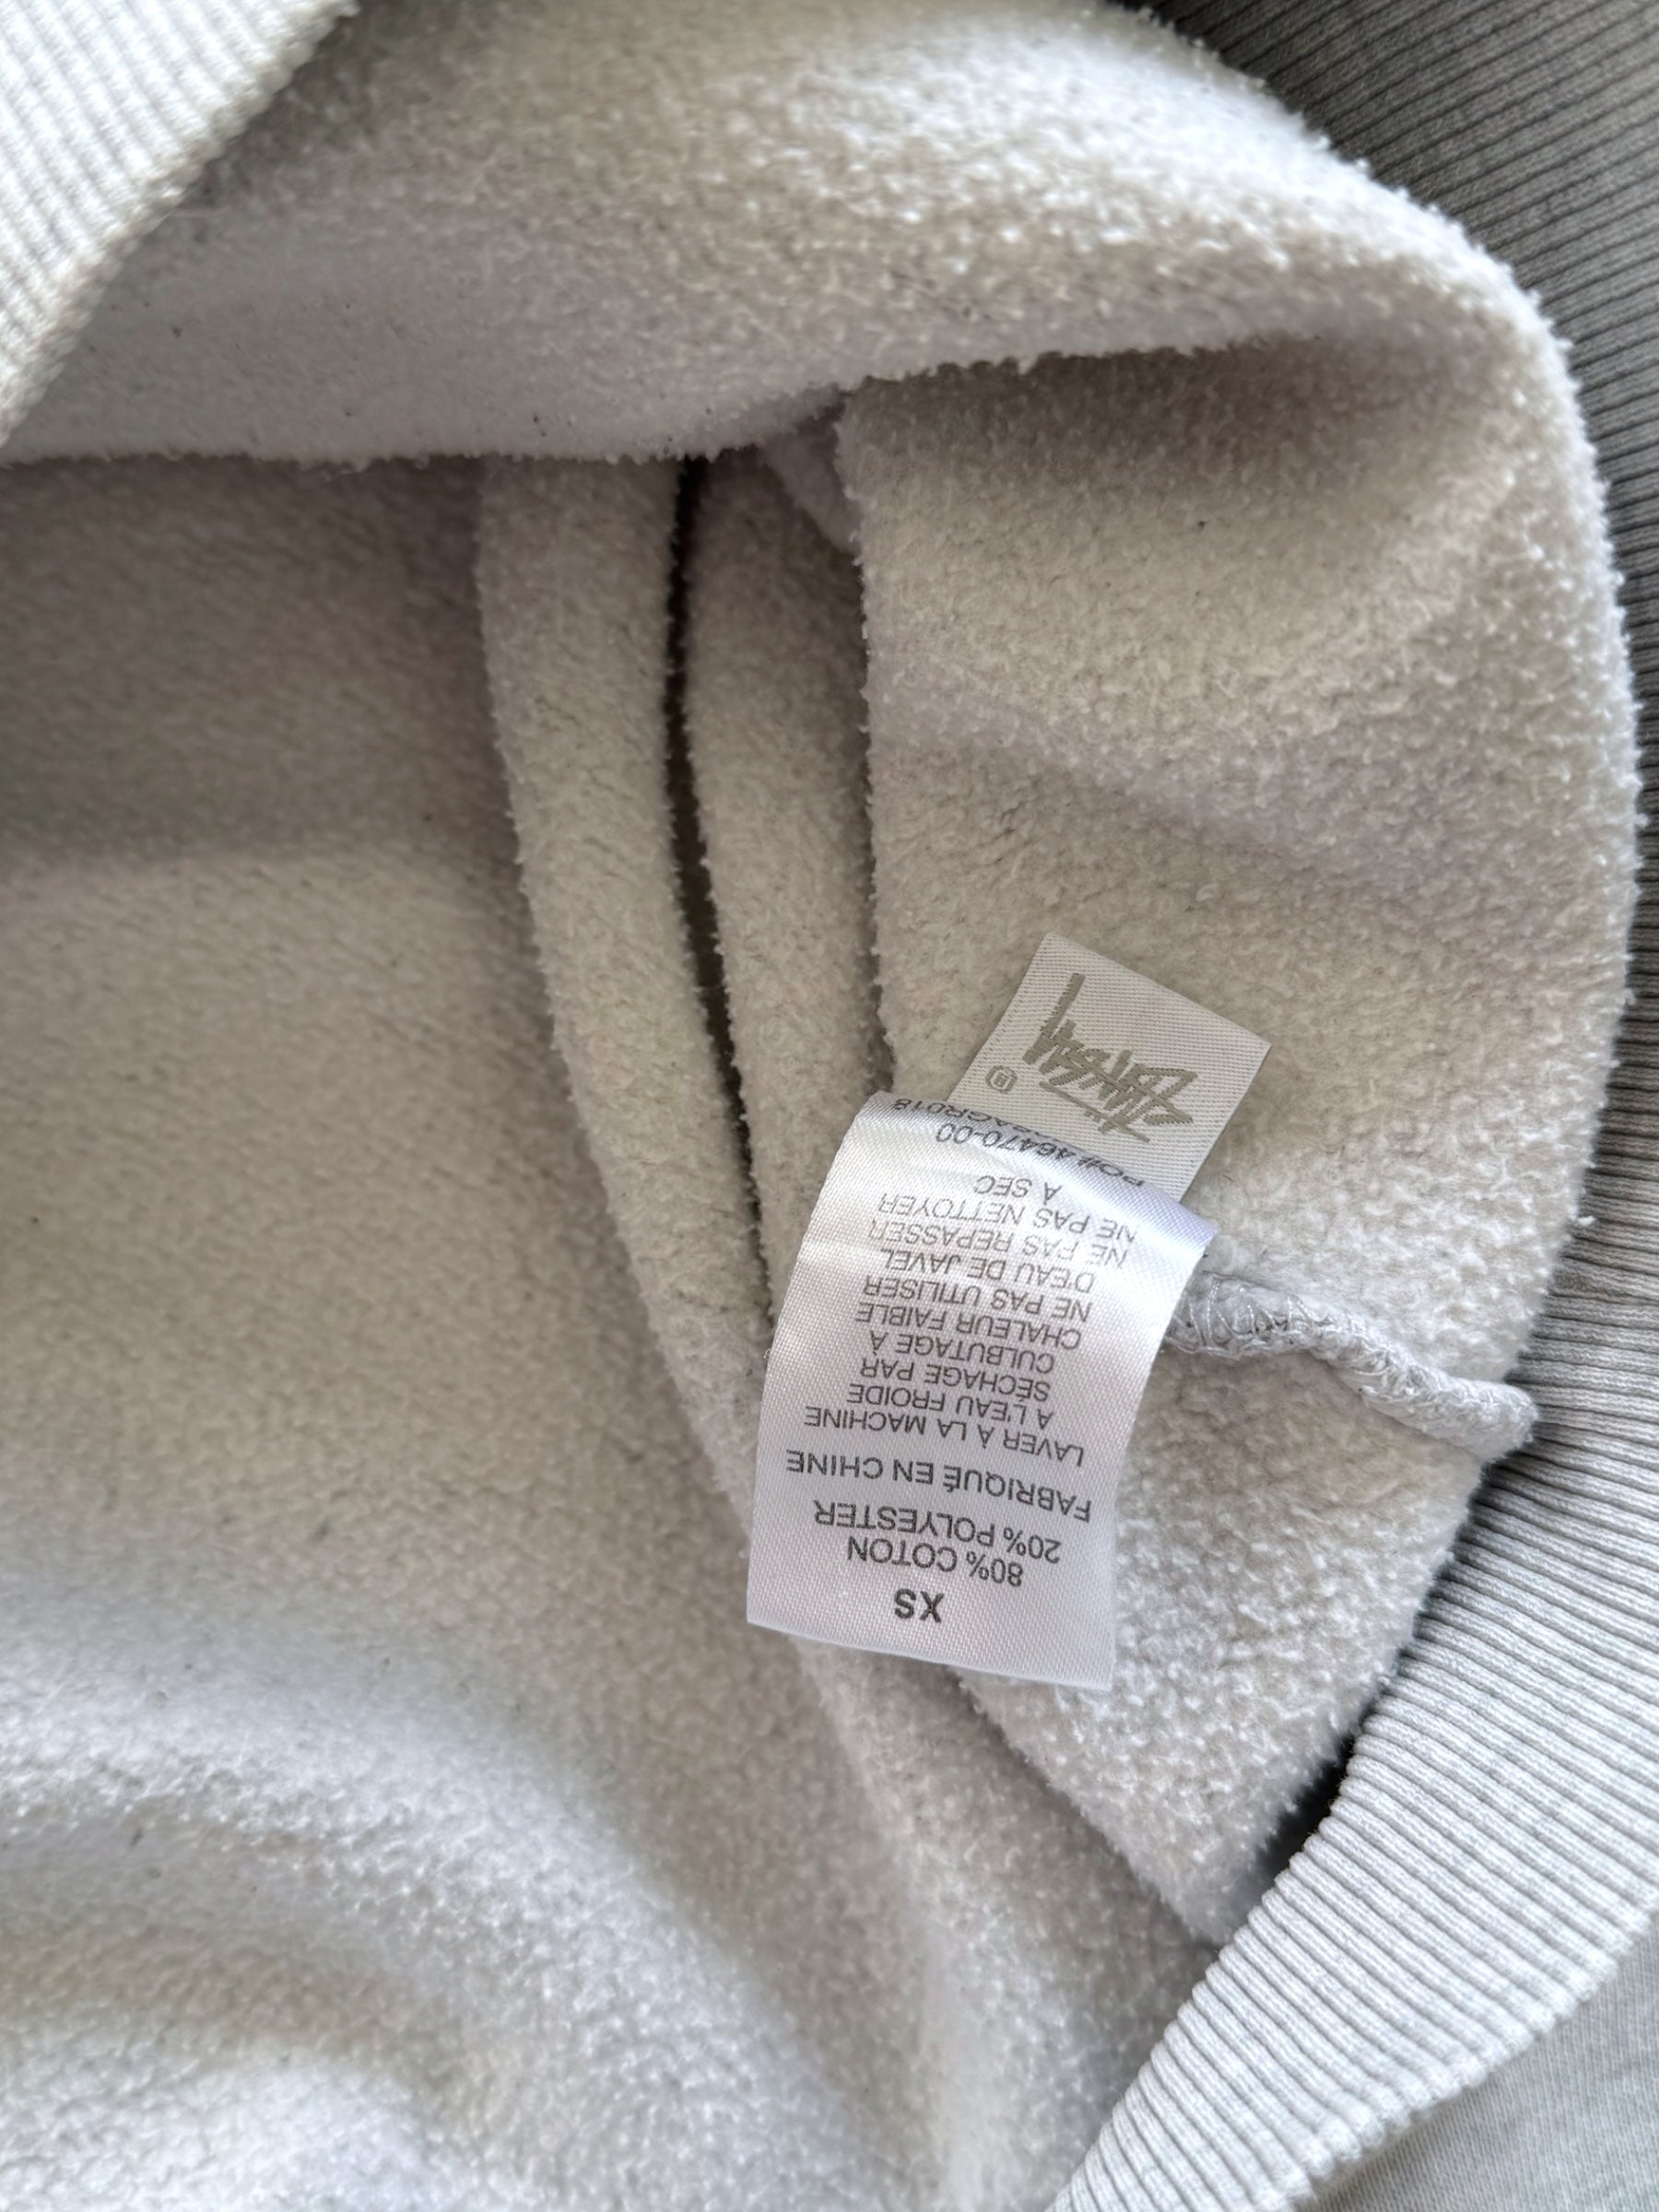 XS
80% COTON
20% POLYESTER
FABRIQUÉ EN CHINE
LAVER À LA MACHINE
A L'EAU FROIDE
SÉCHAGE PAR
CULBUTAGE À
CHALEUR FAIBLE
NE PAS UTILISER
D'EAU DE JAVEL
NE PAS REPASSER
NE PAS NETTOYER
A SEC
PO# 46470-00
Stüssy ®